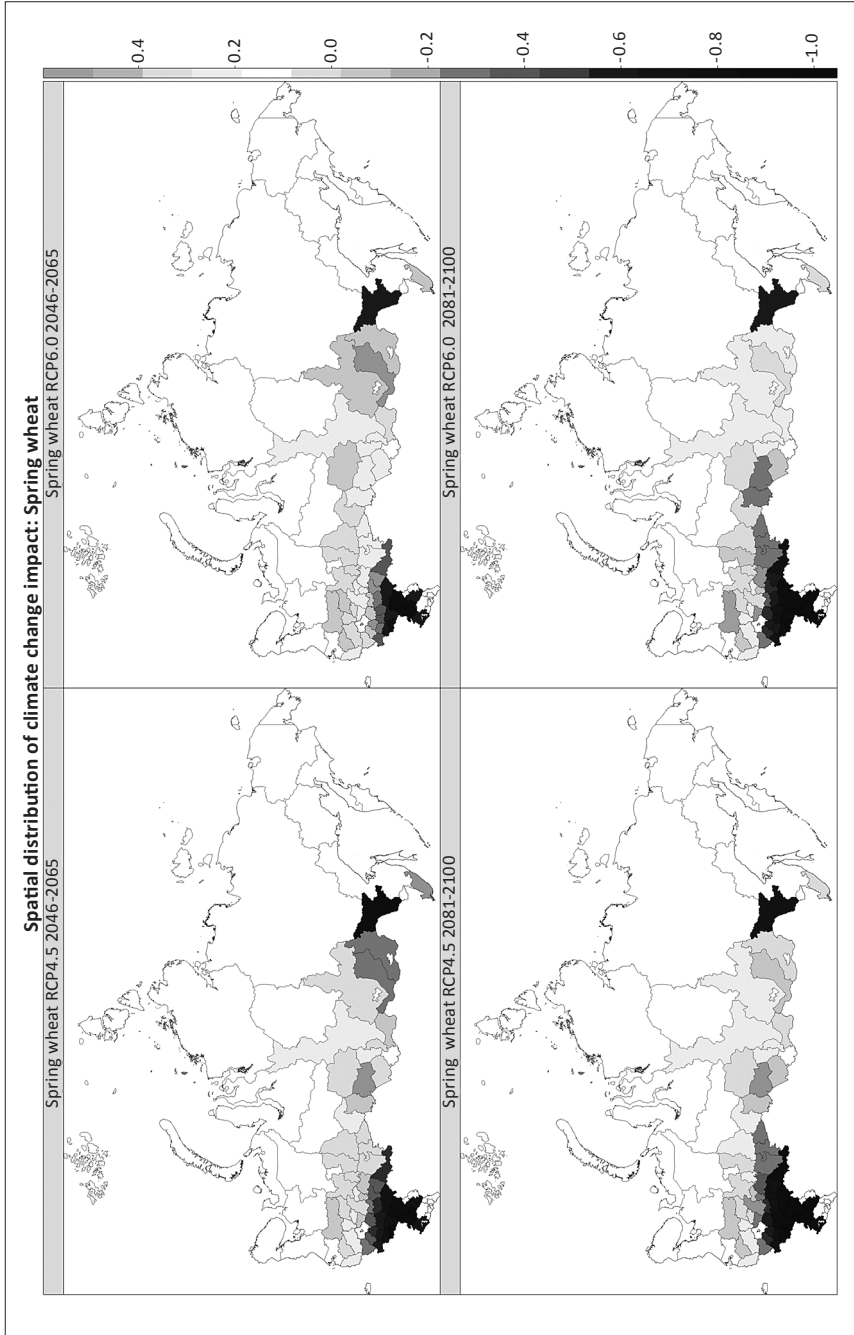 Spatial distribution of climate change impact: Spring wheat
Spring wheat RCP4.5 2046-2065
Spring wheat RCP6.0 2046-2065
Spring wheat RCP4.5 2081-2100
Spring wheat RCP6.0 2081-2100
0.4
0.2
0.0
-0.2
-0.4
-0.6
-0.8
-1.0